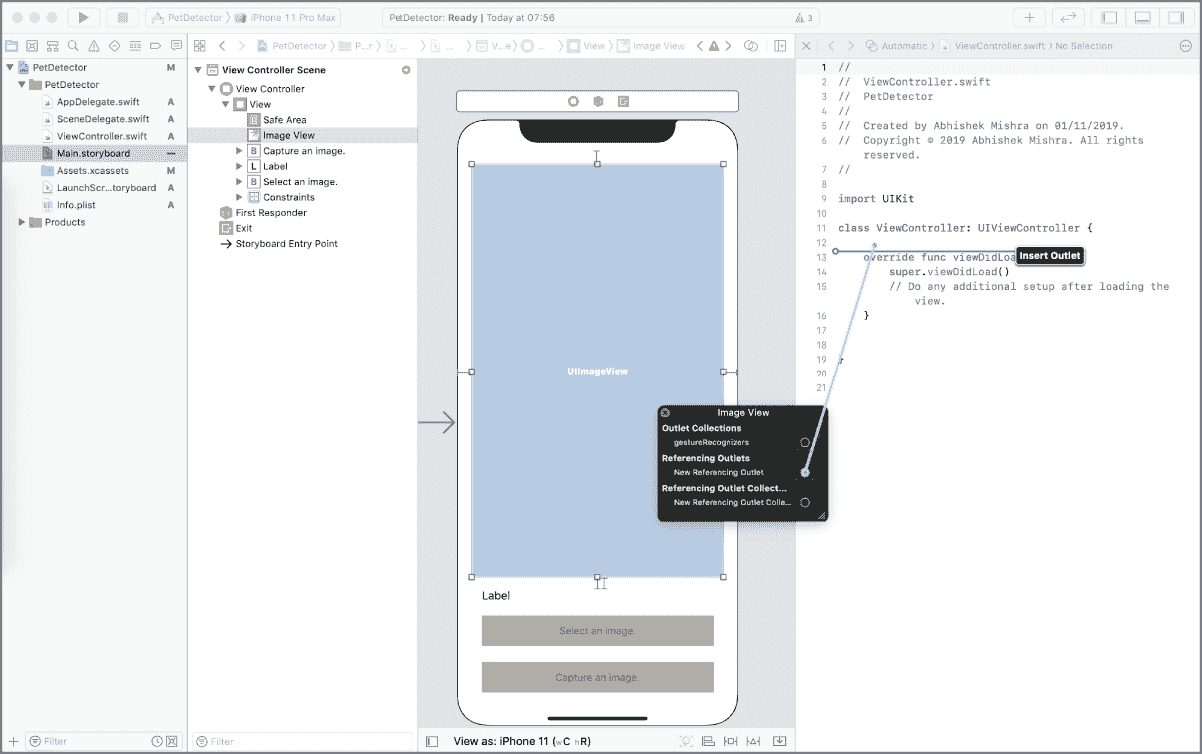 PetDetector
iPhone 11 Pro Max
PetDetector: Ready | Today at 07:56
3
PetDetector
P...r
...
...
V...e
...
View
Image View
Automatic
ViewController.swift
No Selection
PetDetector M
PetDetector
AppDelegate.swift A
SceneDelegate.swift A
ViewController.swift A
Main.storyboard
Assets.xcassets M
LaunchScr...toryboard A
Info.plist A
Products
Filter
View Controller Scene
View Controller
View
Safe Area
Image View
B Capture an image.
L Label
B Select an image.
Constraints
First Responder
Exit
Storyboard Entry Point
Filter
UIImageView
Label
Select an image.
Capture an image.
View as: iPhone 11 (wC hR)
Image View
Outlet Collections
gestureRecognizers
Referencing Outlets
New Referencing Outlet
Referencing Outlet Collect...
New Referencing Outlet Colle...
1 //
2 // ViewController.swift
3 // PetDetector
4 //
5 // Created by Abhishek Mishra on 01/11/2019.
6 // Copyright © 2019 Abhishek Mishra. All rights
reserved.
7 //
8
9 import UIKit
10
11 class ViewController: UIViewController {
12
Insert Outlet
13 override func viewDidLoa
14 super.viewDidLoad()
15 // Do any additional setup after loading the
view.
16 }
17
18
19 }
20
21